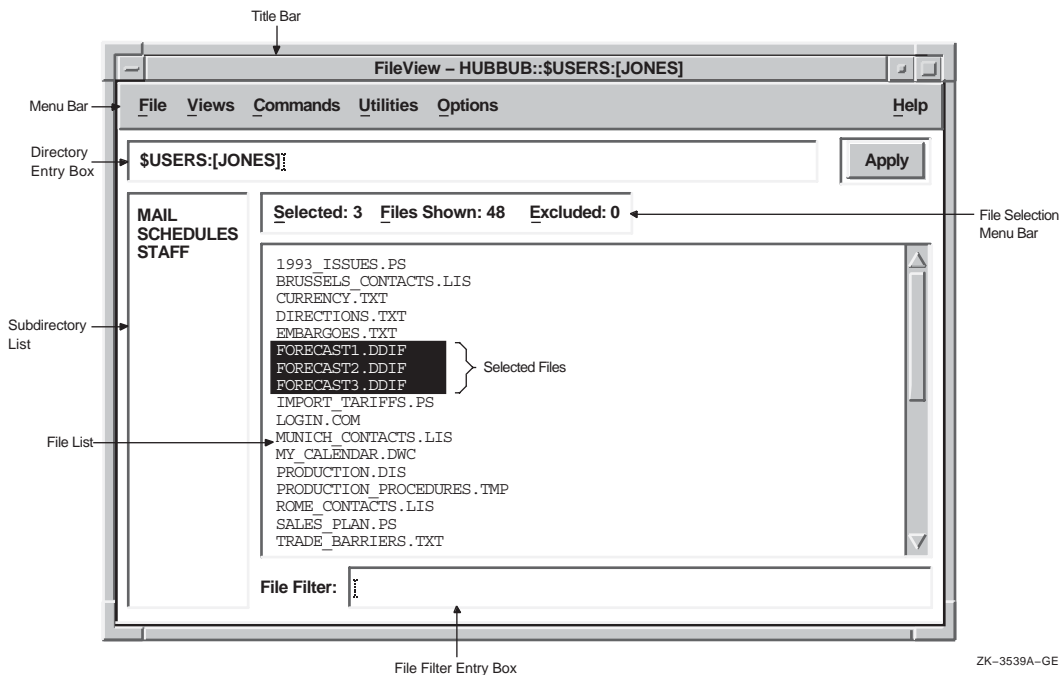 Title Bar
FileView – HUBBUB::$USERS:[JONES]
Menu Bar
File Views Commands Utilities Options Help
Directory
Entry Box
$USERS:[JONES]
Apply
MAIL
SCHEDULES
STAFF
Selected: 3 Files Shown: 48 Excluded: 0
File Selection
Menu Bar
1993_ISSUES.PS
BRUSSELS_CONTACTS.LIS
CURRENCY.TXT
DIRECTIONS.TXT
EMBARGOES.TXT
FORECAST1.DDIF
FORECAST2.DDIF
FORECAST3.DDIF
Selected Files
IMPORT_TARIFFS.PS
LOGIN.COM
MUNICH_CONTACTS.LIS
MY_CALENDAR.DWC
PRODUCTION.DIS
PRODUCTION_PROCEDURES.TMP
ROME_CONTACTS.LIS
SALES_PLAN.PS
TRADE_BARRIERS.TXT
Subdirectory
List
File List
File Filter:
File Filter Entry Box
ZK–3539A–GE